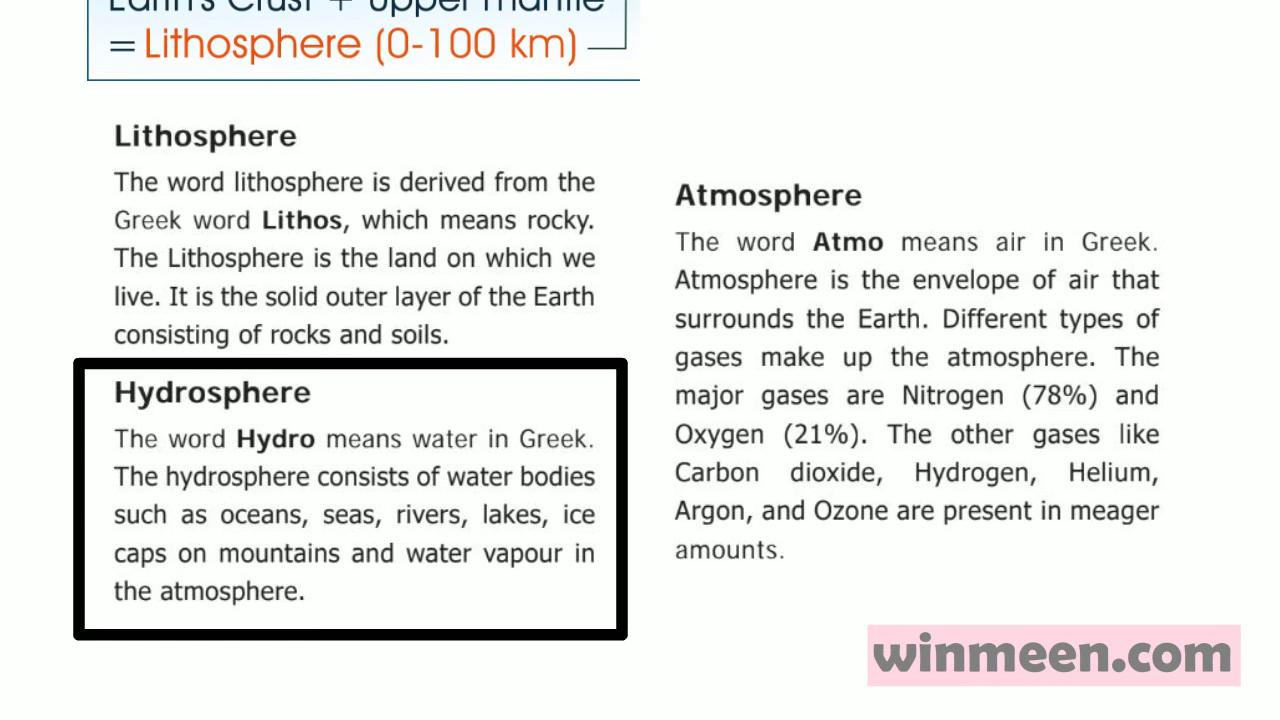 Earth's Crust + Upper mantle
= Lithosphere (0-100 km)
Lithosphere
The word lithosphere is derived from the
Greek word Lithos, which means rocky.
The Lithosphere is the land on which we
live. It is the solid outer layer of the Earth
consisting of rocks and soils.
Hydrosphere
The word Hydro means water in Greek.
The hydrosphere consists of water bodies
such as oceans, seas, rivers, lakes, ice
caps on mountains and water vapour in
the atmosphere.
Atmosphere
The word Atmo means air in Greek.
Atmosphere is the envelope of air that
surrounds the Earth. Different types of
gases make up the atmosphere. The
major gases are Nitrogen (78%) and
Oxygen (21%). The other gases like
Carbon dioxide, Hydrogen, Helium,
Argon, and Ozone are present in meager
amounts.
winmeen.com